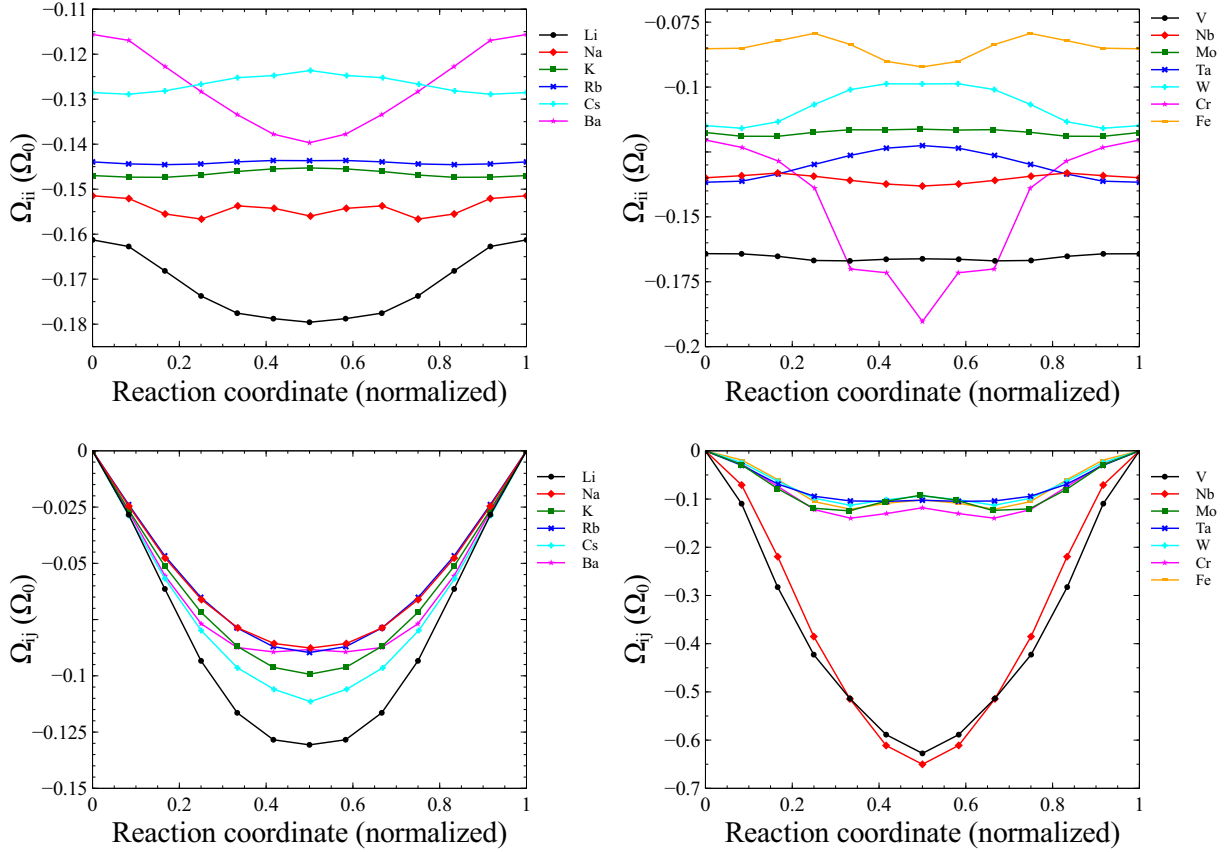 −0.11
−0.12
−0.13
−0.14
−0.15
−0.16
−0.17
−0.18
Ωii (Ω0)
0 0.2 0.4 0.6 0.8 1
Reaction coordinate (normalized)
Li
Na
K
Rb
Cs
Ba
−0.075
−0.1
−0.125
−0.15
−0.175
−0.2
Ωii (Ω0)
0 0.2 0.4 0.6 0.8 1
Reaction coordinate (normalized)
V
Nb
Mo
Ta
W
Cr
Fe
0
−0.025
−0.05
−0.075
−0.1
−0.125
−0.15
Ωij (Ω0)
0 0.2 0.4 0.6 0.8 1
Reaction coordinate (normalized)
Li
Na
K
Rb
Cs
Ba
0
−0.1
−0.2
−0.3
−0.4
−0.5
−0.6
−0.7
Ωij (Ω0)
0 0.2 0.4 0.6 0.8 1
Reaction coordinate (normalized)
V
Nb
Mo
Ta
W
Cr
Fe